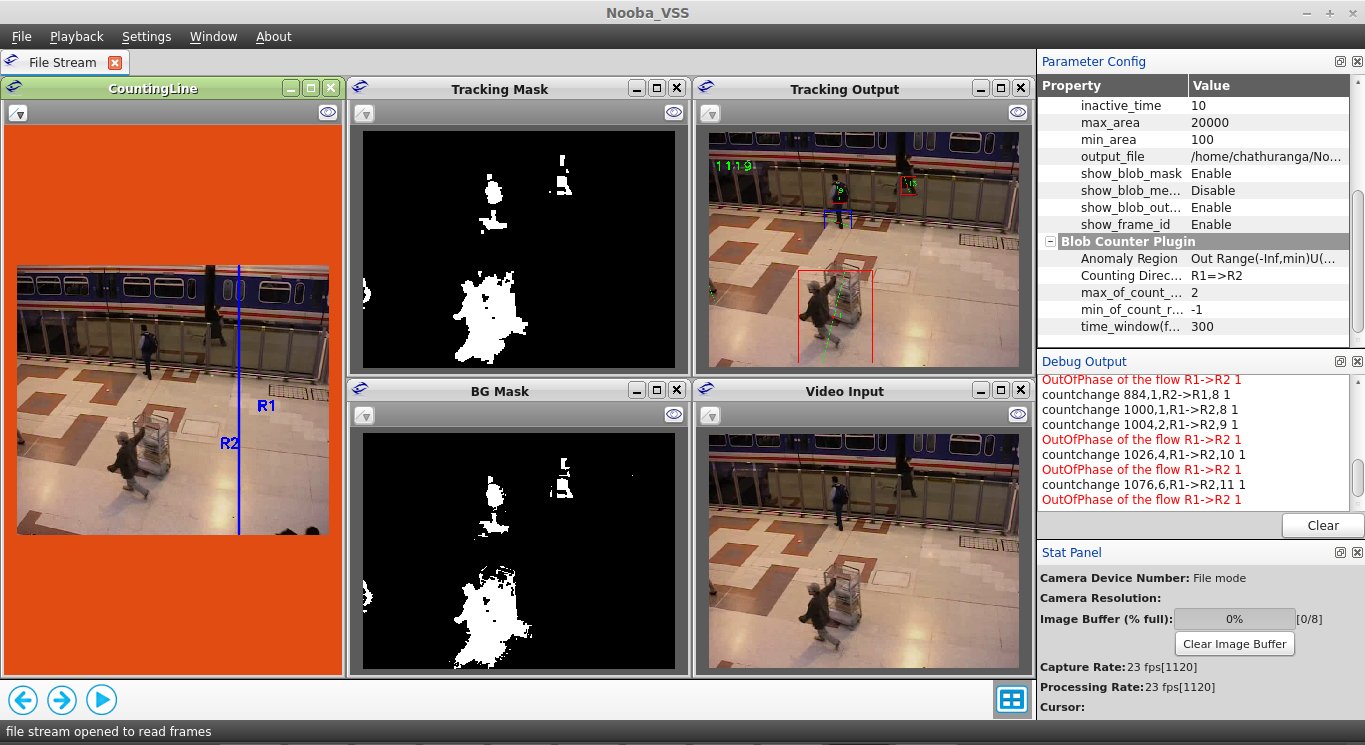 Nooba_VSS
File Playback Settings Window About
File Stream
CountingLine
R1
R2
Tracking Mask
Tracking Output
1119
9
15
BG Mask
Video Input
Parameter Config
Property Value
inactive_time 10
max_area 20000
min_area 100
output_file /home/chathuranga/No...
show_blob_mask Enable
show_blob_me... Disable
show_blob_out... Enable
show_frame_id Enable
Blob Counter Plugin
Anomaly Region Out Range(-Inf,min)U(...
Counting Direc... R1=>R2
max_of_count_... 2
min_of_count_r... -1
time_window(f... 300
Debug Output
OutOfPhase of the flow R1->R2 1
countchange 884,1,R2->R1,8 1
countchange 1000,1,R1->R2,8 1
countchange 1004,2,R1->R2,9 1
OutOfPhase of the flow R1->R2 1
countchange 1026,4,R1->R2,10 1
OutOfPhase of the flow R1->R2 1
countchange 1076,6,R1->R2,11 1
OutOfPhase of the flow R1->R2 1
Clear
Stat Panel
Camera Device Number: File mode
Camera Resolution:
Image Buffer (% full): 0% [0/8]
Clear Image Buffer
Capture Rate: 23 fps[1120]
Processing Rate: 23 fps[1120]
Cursor:
file stream opened to read frames